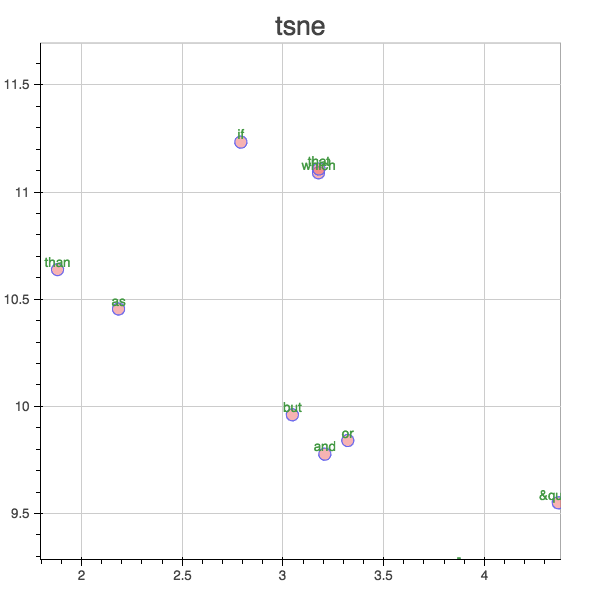 tsne
11.5
if
that
which
11
than
10.5
as
10
but
or
and
&qu
9.5
2
2.5
3
3.5
4